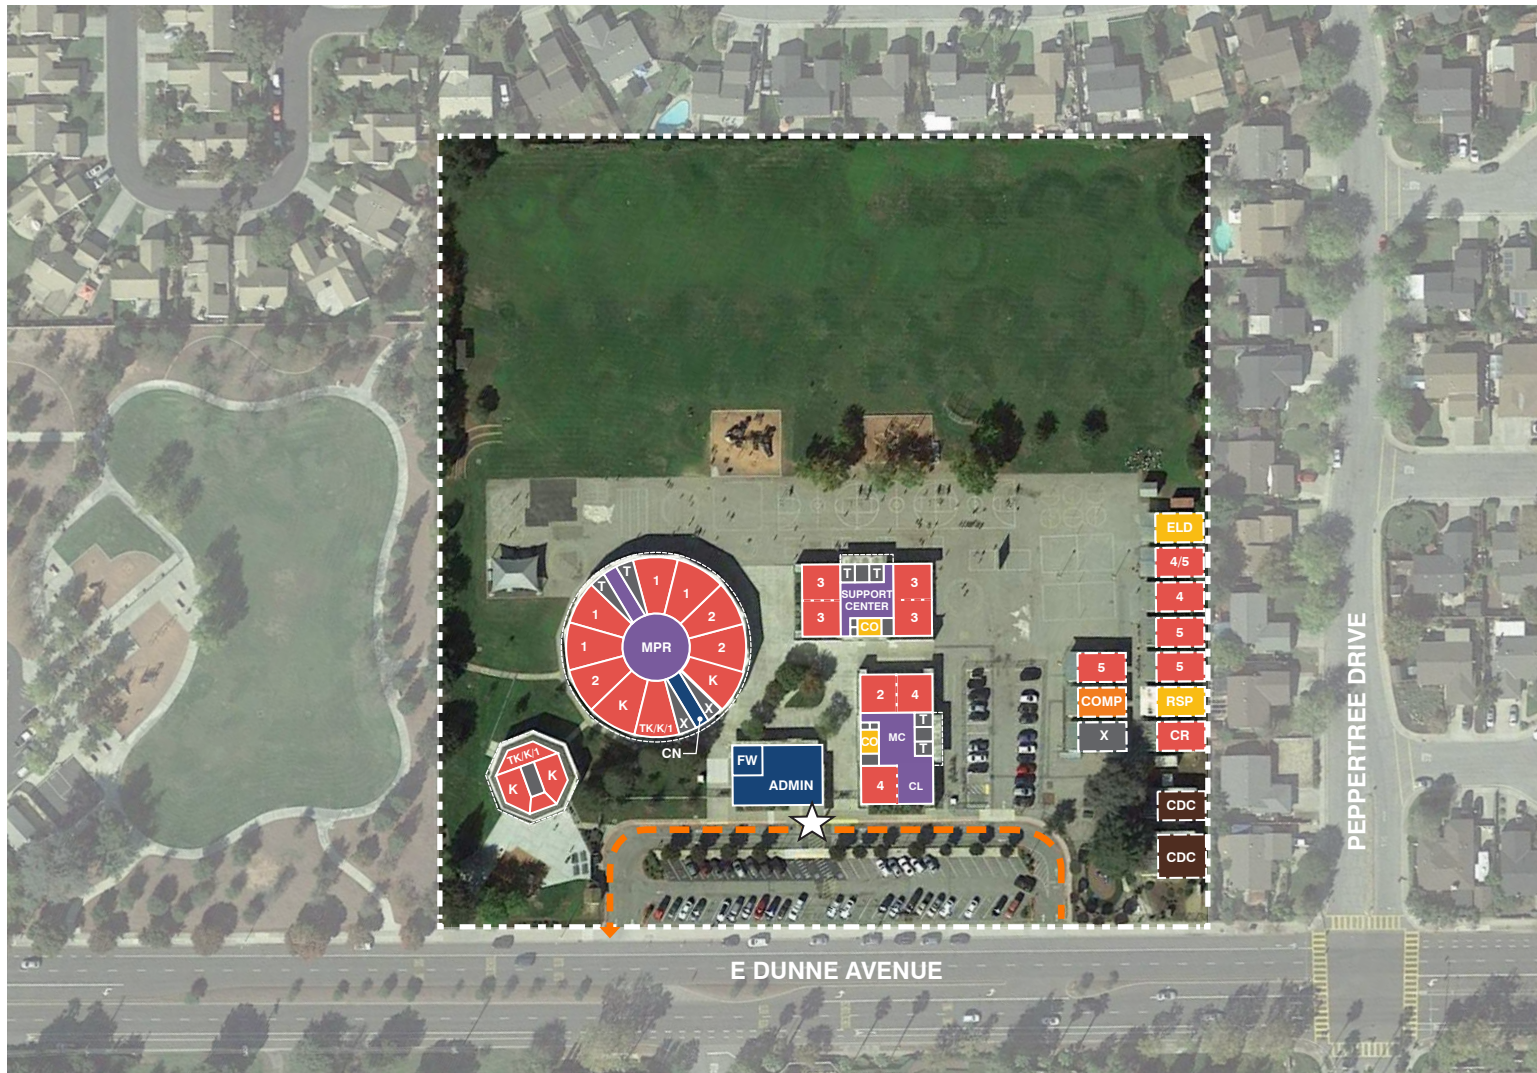 ELD
4/5
4
5
5
RSP
CR
CDC
CDC
5
COMP
X
T
T
1
1
1
2
1
MPR
2
2
K
K
TK/K/1
X
X
CN
3
T
T
3
SUPPORT
CENTER
3
CO
3
2
4
T
CO
MC
T
4
CL
FW
ADMIN
TK/K/1
K
K
PEPPERTREE DRIVE
E DUNNE AVENUE